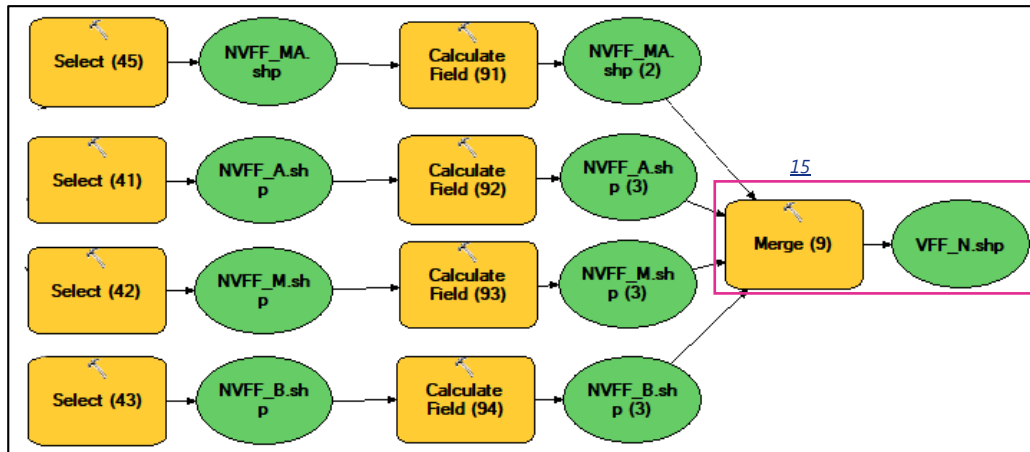 Select (45)
NVFF_MA.
shp
Calculate
Field (91)
NVFF_MA.
shp (2)
Select (41)
NVFF_A.sh
p
Calculate
Field (92)
NVFF_A.sh
p (3)
15
Merge (9)
VFF_N.shp
Select (42)
NVFF_M.sh
p
Calculate
Field (93)
NVFF_M.sh
p (3)
Select (43)
NVFF_B.sh
p
Calculate
Field (94)
NVFF_B.sh
p (3)